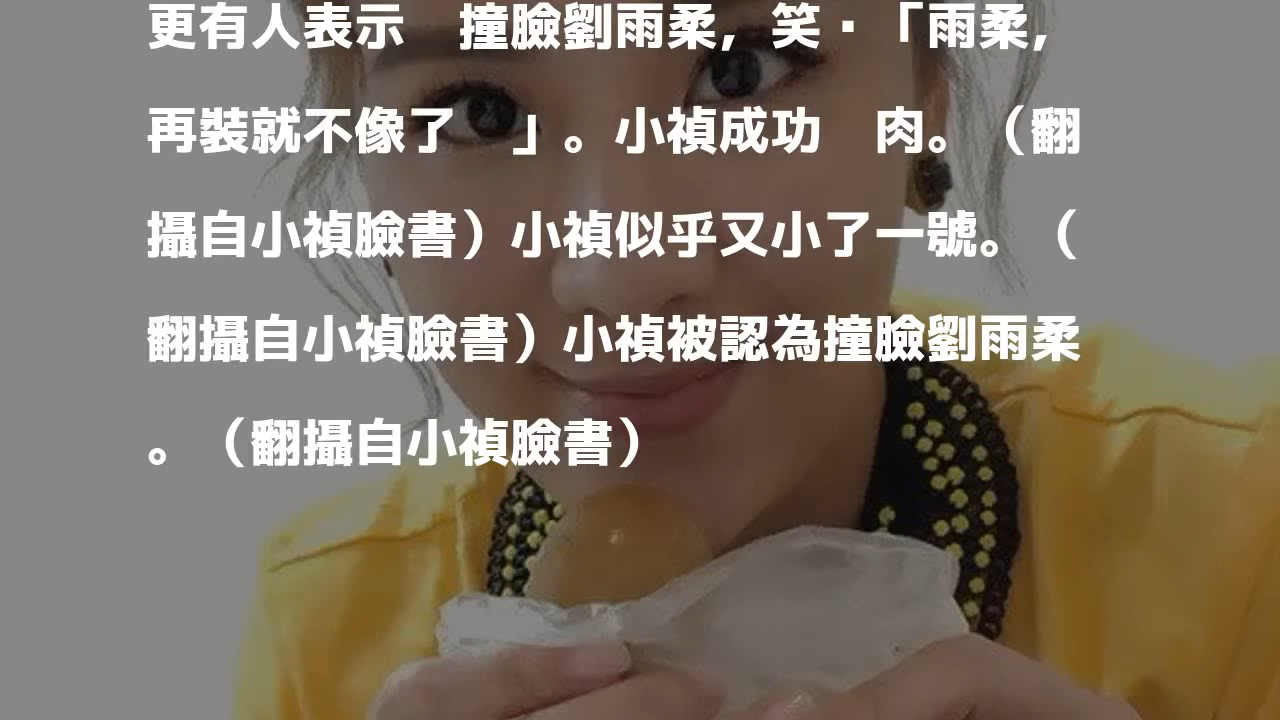 更有人表示　撞臉劉雨柔，笑·「雨柔，
再裝就不像了　」。小禎成功　肉。（翻
攝自小禎臉書）小禎似乎又小了一號。（
翻攝自小禎臉書）小禎被認為撞臉劉雨柔
。（翻攝自小禎臉書）